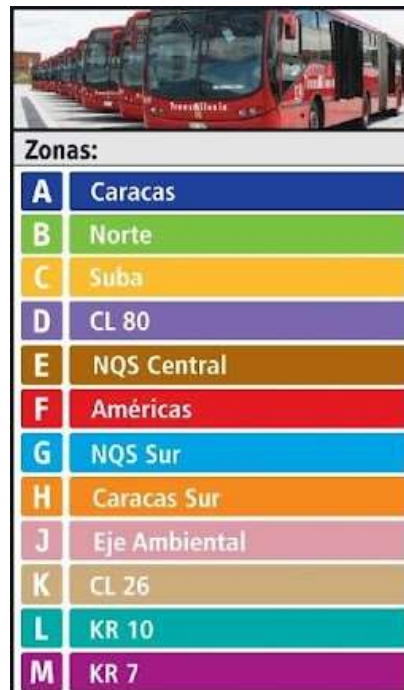 TransMilenio
Zonas:
A Caracas
B Norte
C Suba
D CL 80
E NQS Central
F Américas
G NQS Sur
H Caracas Sur
J Eje Ambiental
K CL 26
L KR 10
M KR 7